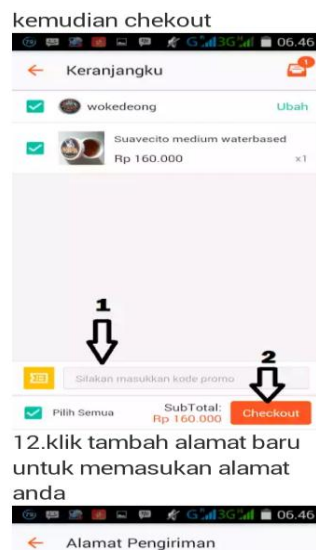 kemudian chekout
G 3G 06.46
Keranjangku
wokedeong Ubah
Suavecito medium waterbased
Rp 160.000 x1
1
Silakan masukkan kode promo
2
Pilih Semua SubTotal: Rp 160.000 Checkout
12.klik tambah alamat baru
untuk memasukan alamat
anda
G 3G 06.46
Alamat Pengiriman